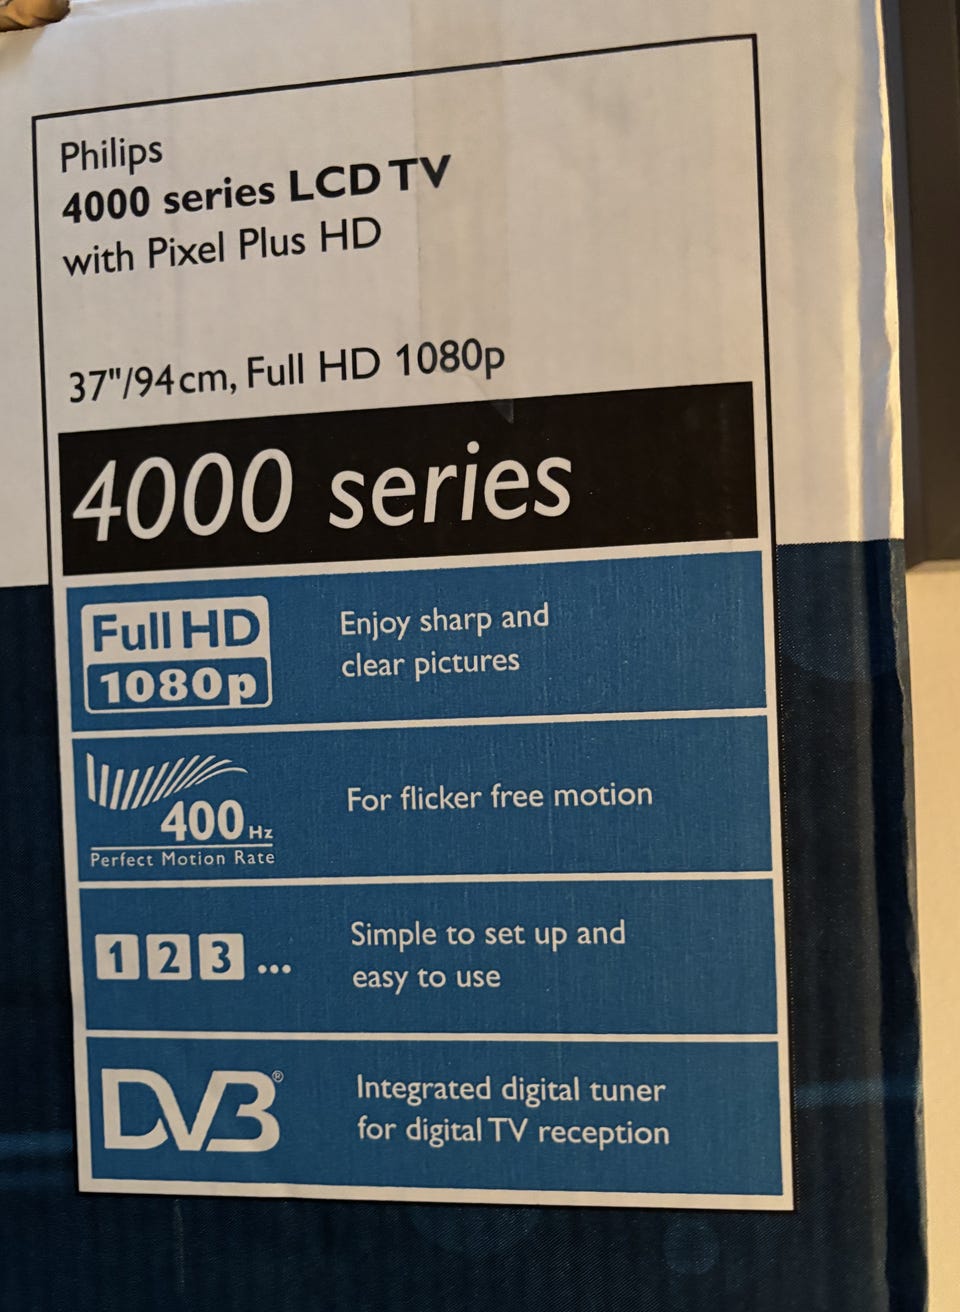 Philips
4000 series LCD TV
with Pixel Plus HD
37"/94cm, Full HD 1080p
4000 series
Full HD
1080p
Enjoy sharp and
clear pictures
400 Hz
Perfect Motion Rate
For flicker free motion
1 2 3 ...
Simple to set up and
easy to use
DVB®
Integrated digital tuner
for digital TV reception